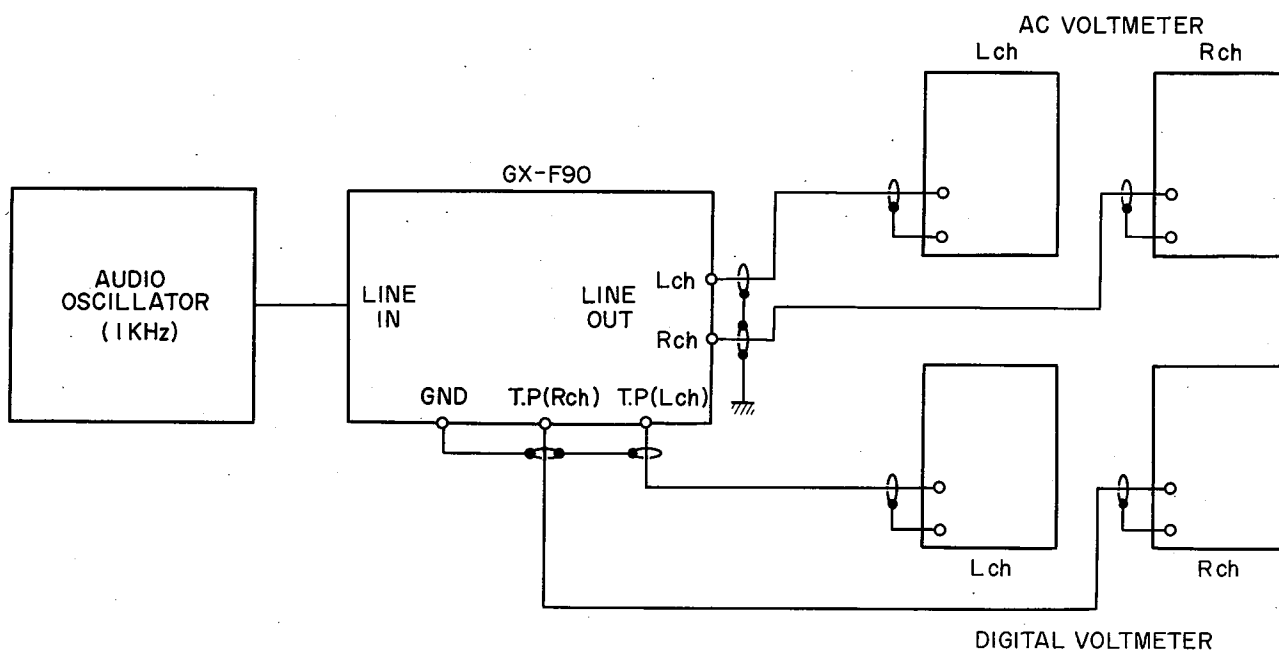 AC VOLTMETER
Lch
Rch
GX-F90
AUDIO
OSCILLATOR
(1KHz)
LINE
IN
LINE
OUT
Lch
Rch
GND
T.P(Rch)
T.P(Lch)
Lch
Rch
DIGITAL VOLTMETER